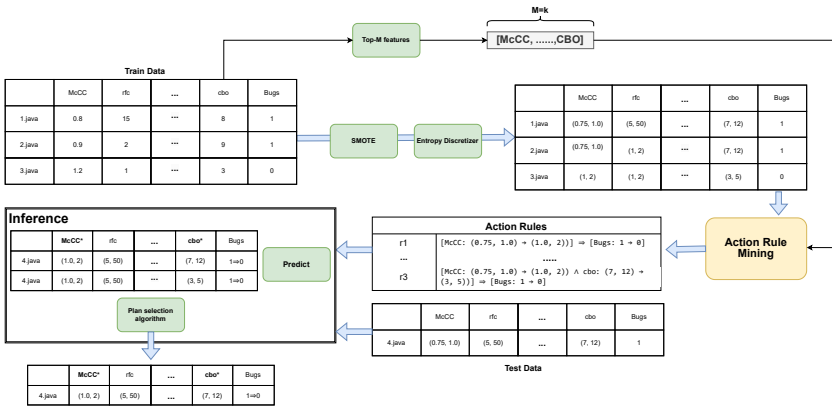 M=k
Top-M features
[McCC, ......,CBO]
Train Data
McCC rfc ... cbo Bugs
1.java 0.8 15 ... 8 1
2.java 0.9 2 ... 9 1
3.java 1.2 1 ... 3 0
SMOTE
Entropy Discretizer
McCC rfc ... cbo Bugs
1.java (0.75, 1.0) (5, 50) ... (7, 12) 1
2.java (0.75, 1.0) (1, 2) ... (7, 12) 1
3.java (1, 2) (1, 2) ... (3, 5) 0
Inference
McCC* rfc ... cbo* Bugs
4.java (1.0, 2) (5, 50) ... (7, 12) 1⇒0
4.java (1.0, 2) (5, 50) ... (3, 5) 1⇒0
Predict
Plan selection
algorithm
Action Rules
r1 [McCC: (0.75, 1.0) → (1.0, 2))] ⇒ [Bugs: 1 → 0]
... .....
r3 [McCC: (0.75, 1.0) → (1.0, 2)) ∧ cbo: (7, 12) →
(3, 5))] ⇒ [Bugs: 1 → 0]
Action Rule
Mining
McCC rfc ... cbo Bugs
4.java (0.75, 1.0) (5, 50) ... (7, 12) 1
Test Data
McCC* rfc ... cbo* Bugs
4.java (1.0, 2) (5, 50) ... (7, 12) 1⇒0